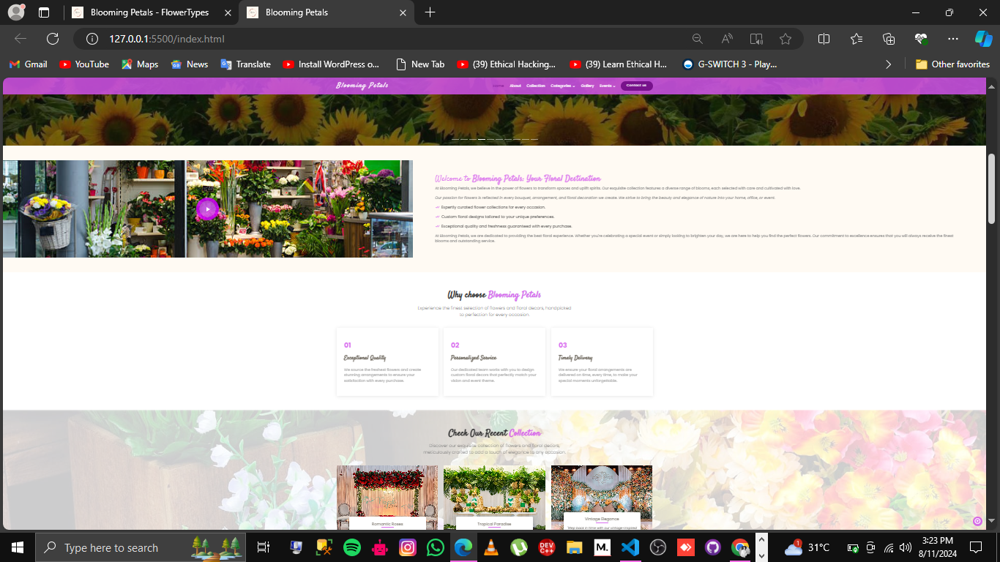 Blooming Petals - FlowerTypes
Blooming Petals
127.0.0.1:5500/index.html
Gmail
YouTube
Maps
News
Translate
Install WordPress o...
New Tab
(39) Ethical Hacking...
(39) Learn Ethical H...
G-SWITCH 3 - Play...
Other favorites
Blooming Petals
Home
About
Collection
Categories
Gallery
Events
Contact us
Welcome to Blooming Petals: Your Floral Destination
At Blooming Petals, we believe in the power of flowers to transform spaces and uplift spirits. Our exquisite collection features a diverse range of blooms, each selected with care and cultivated with love.
Our passion for flowers is reflected in every bouquet, arrangement, and floral decoration we create. We strive to bring the beauty and elegance of nature into your home, office, or event.
Expertly curated flower collections for every occasion.
Custom floral designs tailored to your unique preferences.
Exceptional quality and freshness guaranteed with every purchase.
At Blooming Petals, we are dedicated to providing the best floral experience. Whether you're celebrating a special event or simply looking to brighten your day, we are here to help you find the perfect flowers. Our commitment to excellence ensures that you will always receive the finest
blooms and outstanding service.
Why choose Blooming Petals
Experience the finest selection of flowers and floral decors, handpicked
to perfection for every occasion.
01
Exceptional Quality
We source the freshest flowers and create
stunning arrangements to ensure your
satisfaction with every purchase.
02
Personalized Service
Our dedicated team works with you to design
custom floral decors that perfectly match your
vision and event theme.
03
Timely Delivery
We ensure your floral arrangements are
delivered on time, every time, to make your
special moments unforgettable.
Check Our Recent Collection
Discover our exquisite collection of flowers and floral decors,
meticulously crafted to add a touch of elegance to any occasion.
Romantic Roses
Tropical Paradise
Vintage Elegance
Step back in time with our vintage-inspired
Type here to search
DEV
C++
M.
1
31°C
3:23 PM
8/11/2024